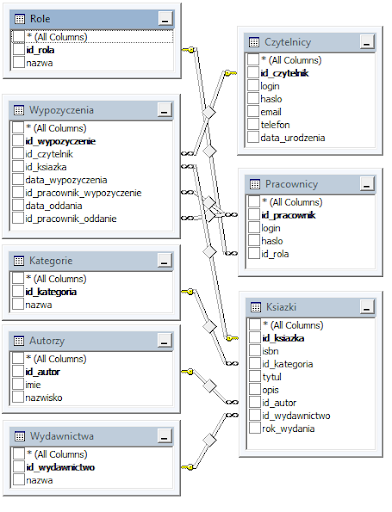 Role
* (All Columns)
id_rola
nazwa
Wypozyczenia
* (All Columns)
id_wypozyczenie
id_czytelnik
id_ksiazka
data_wypozyczenia
id_pracownik_wypozyczenie
data_oddania
id_pracownik_oddanie
Kategorie
* (All Columns)
id_kategoria
nazwa
Autorzy
* (All Columns)
id_autor
imie
nazwisko
Wydawnictwa
* (All Columns)
id_wydawnictwo
nazwa
Czytelnicy
* (All Columns)
id_czytelnik
login
haslo
email
telefon
data_urodzenia
Pracownicy
* (All Columns)
id_pracownik
login
haslo
id_rola
Ksiazki
* (All Columns)
id_ksiazka
isbn
id_kategoria
tytul
opis
id_autor
id_wydawnictwo
rok_wydania